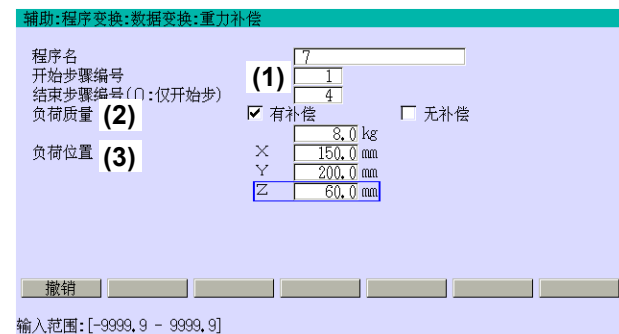 辅助:程序变换:数据变换:重力补偿
程序名 7
开始步骤编号 (1) 1
结束步骤编号(0:仅开始步) 4
负荷质量 (2) 有补偿 无补偿
8.0 kg
负荷位置 (3) X 150.0 mm
Y 200.0 mm
Z 60.0 mm
撤销
输入范围:[-9999.9 - 9999.9]